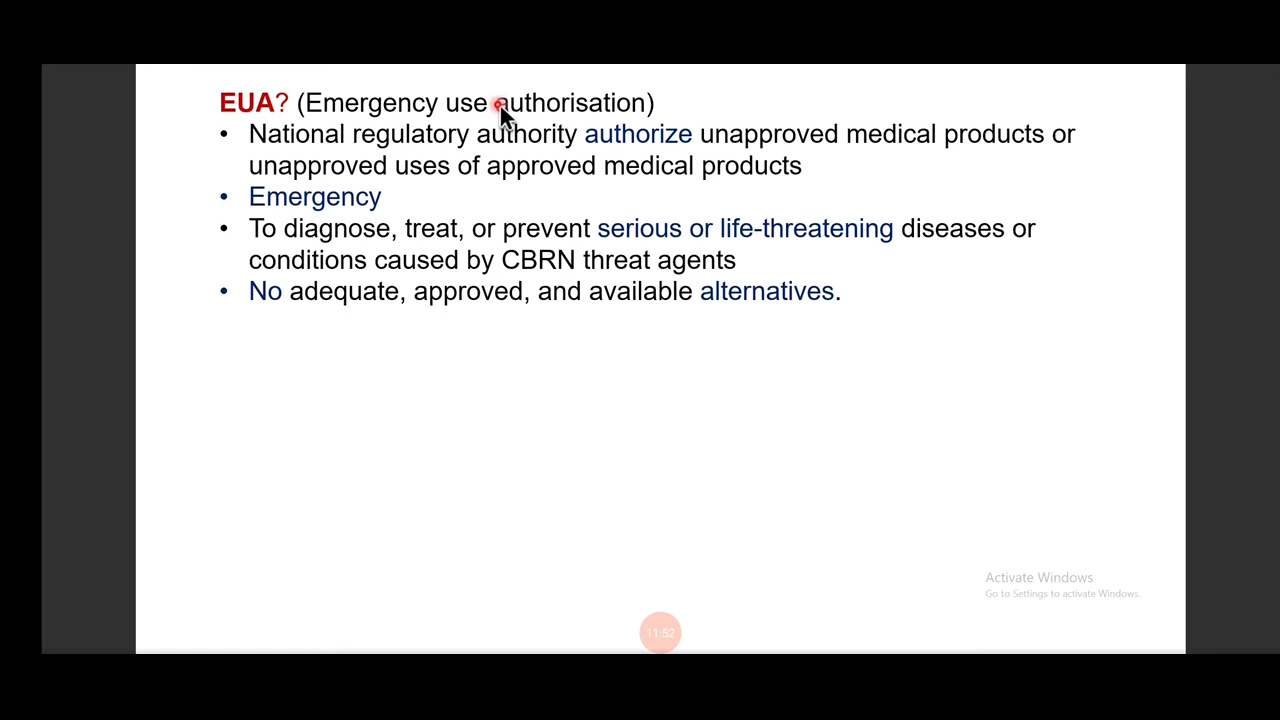 EUA? (Emergency use authorisation)
• National regulatory authority authorize unapproved medical products or
unapproved uses of approved medical products
• Emergency
• To diagnose, treat, or prevent serious or life-threatening diseases or
conditions caused by CBRN threat agents
• No adequate, approved, and available alternatives.
Activate Windows
Go to Settings to activate Windows.
11:52